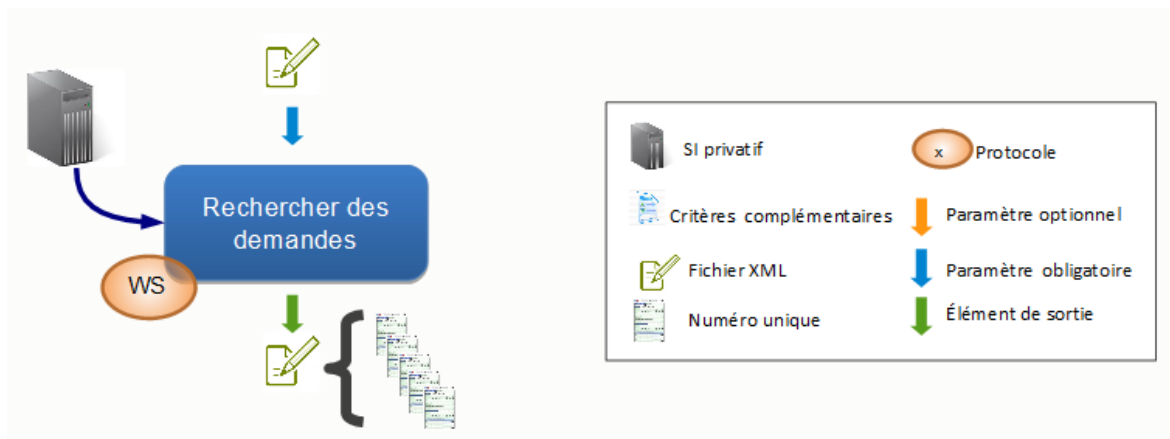 Rechercher des
demandes
WS
SI privatif
x
Protocole
Critères complémentaires
Paramètre optionnel
Fichier XML
Paramètre obligatoire
Numéro unique
Élément de sortie